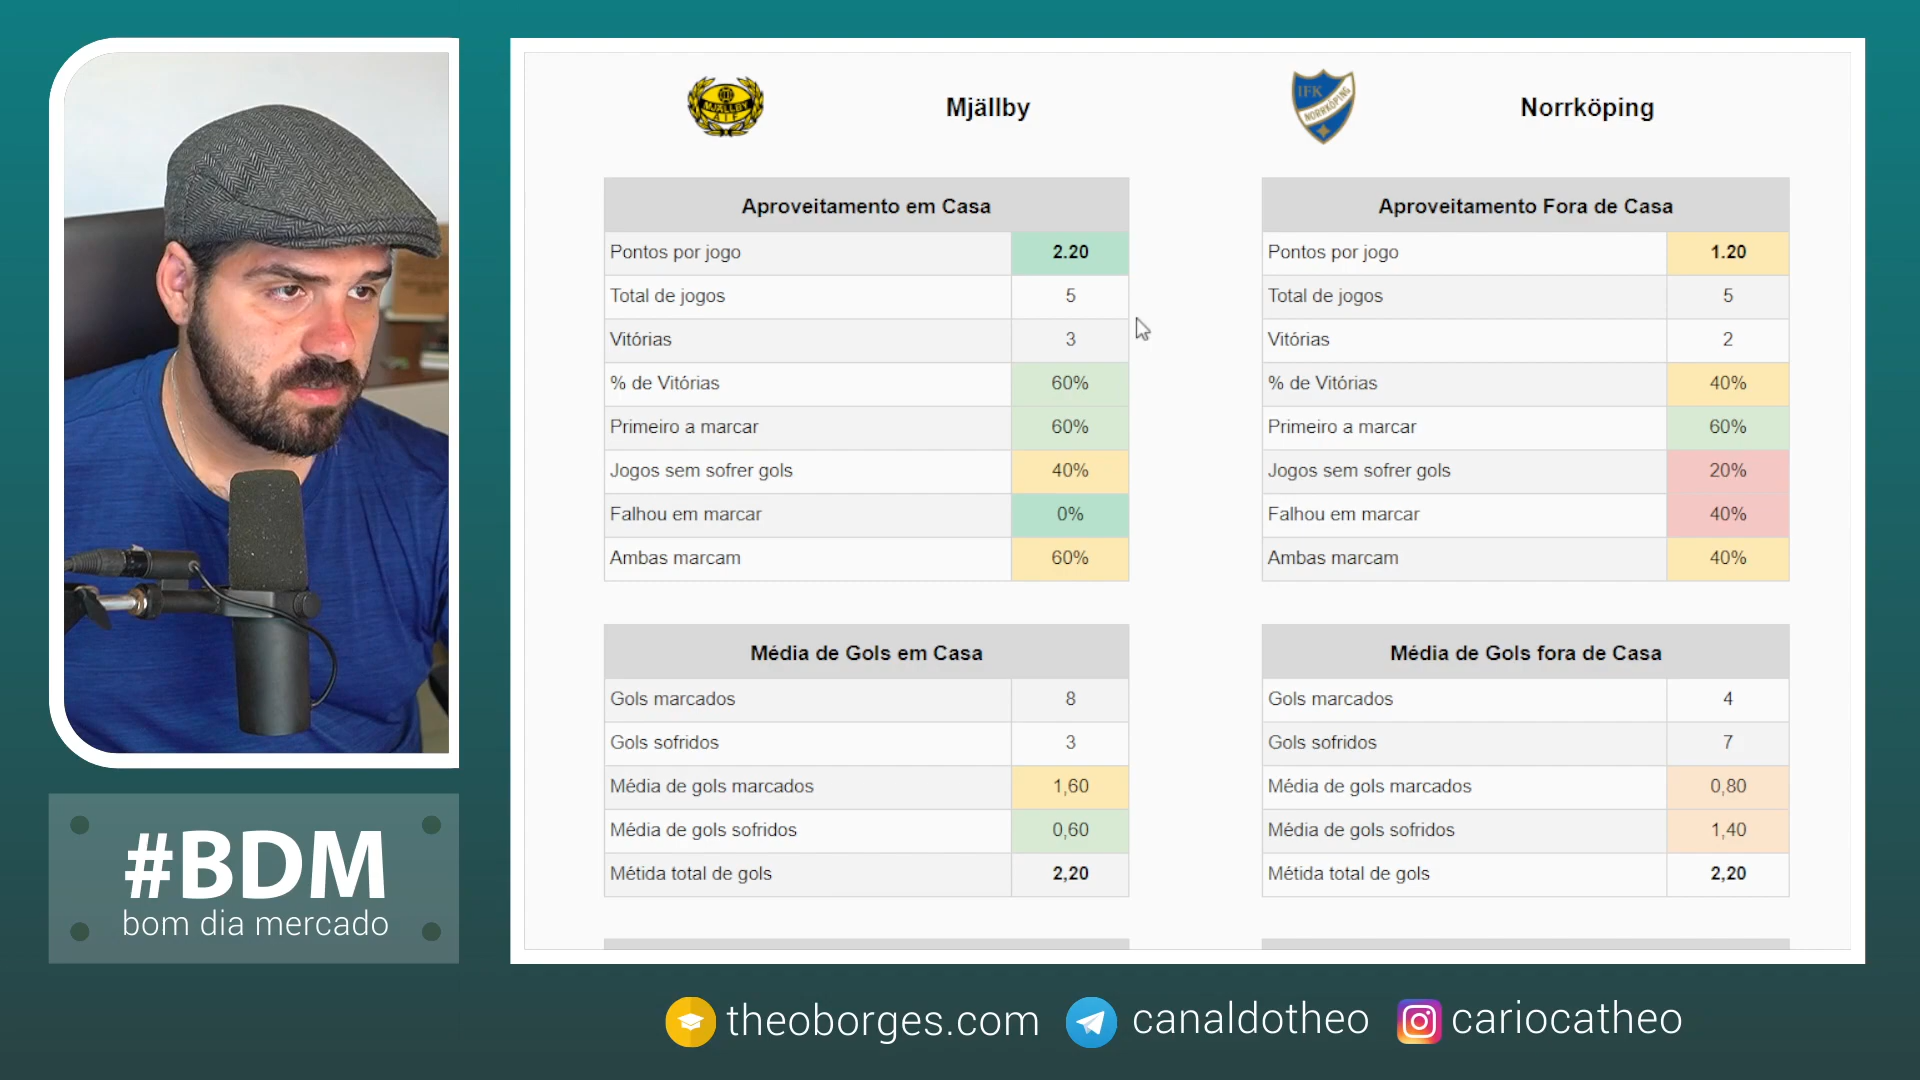 MJÄLLBY
AIF
Mjällby
IFK
NORRKÖPING
Norrköping
Aproveitamento em Casa
Pontos por jogo 2.20
Total de jogos 5
Vitórias 3
% de Vitórias 60%
Primeiro a marcar 60%
Jogos sem sofrer gols 40%
Falhou em marcar 0%
Ambas marcam 60%
Aproveitamento Fora de Casa
Pontos por jogo 1.20
Total de jogos 5
Vitórias 2
% de Vitórias 40%
Primeiro a marcar 60%
Jogos sem sofrer gols 20%
Falhou em marcar 40%
Ambas marcam 40%
Média de Gols em Casa
Gols marcados 8
Gols sofridos 3
Média de gols marcados 1,60
Média de gols sofridos 0,60
Métida total de gols 2,20
Média de Gols fora de Casa
Gols marcados 4
Gols sofridos 7
Média de gols marcados 0,80
Média de gols sofridos 1,40
Métida total de gols 2,20
#BDM
bom dia mercado
theoborges.com
canaldotheo
cariocatheo